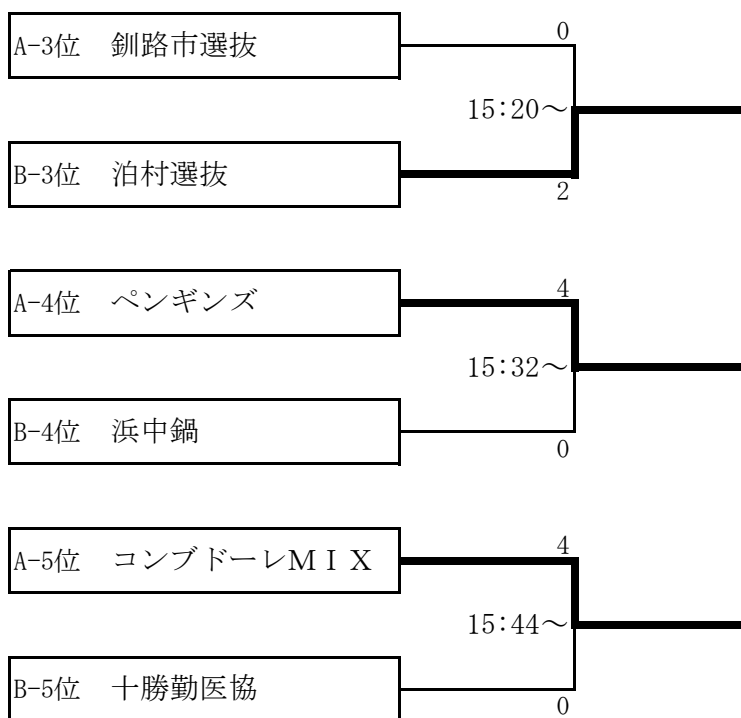 A-3位 釧路市選抜
0
15:20～
B-3位 泊村選抜
2
A-4位 ペンギンズ
4
15:32～
B-4位 浜中鍋
0
A-5位 コンブドーレＭＩＸ
4
15:44～
B-5位 十勝勤医協
0